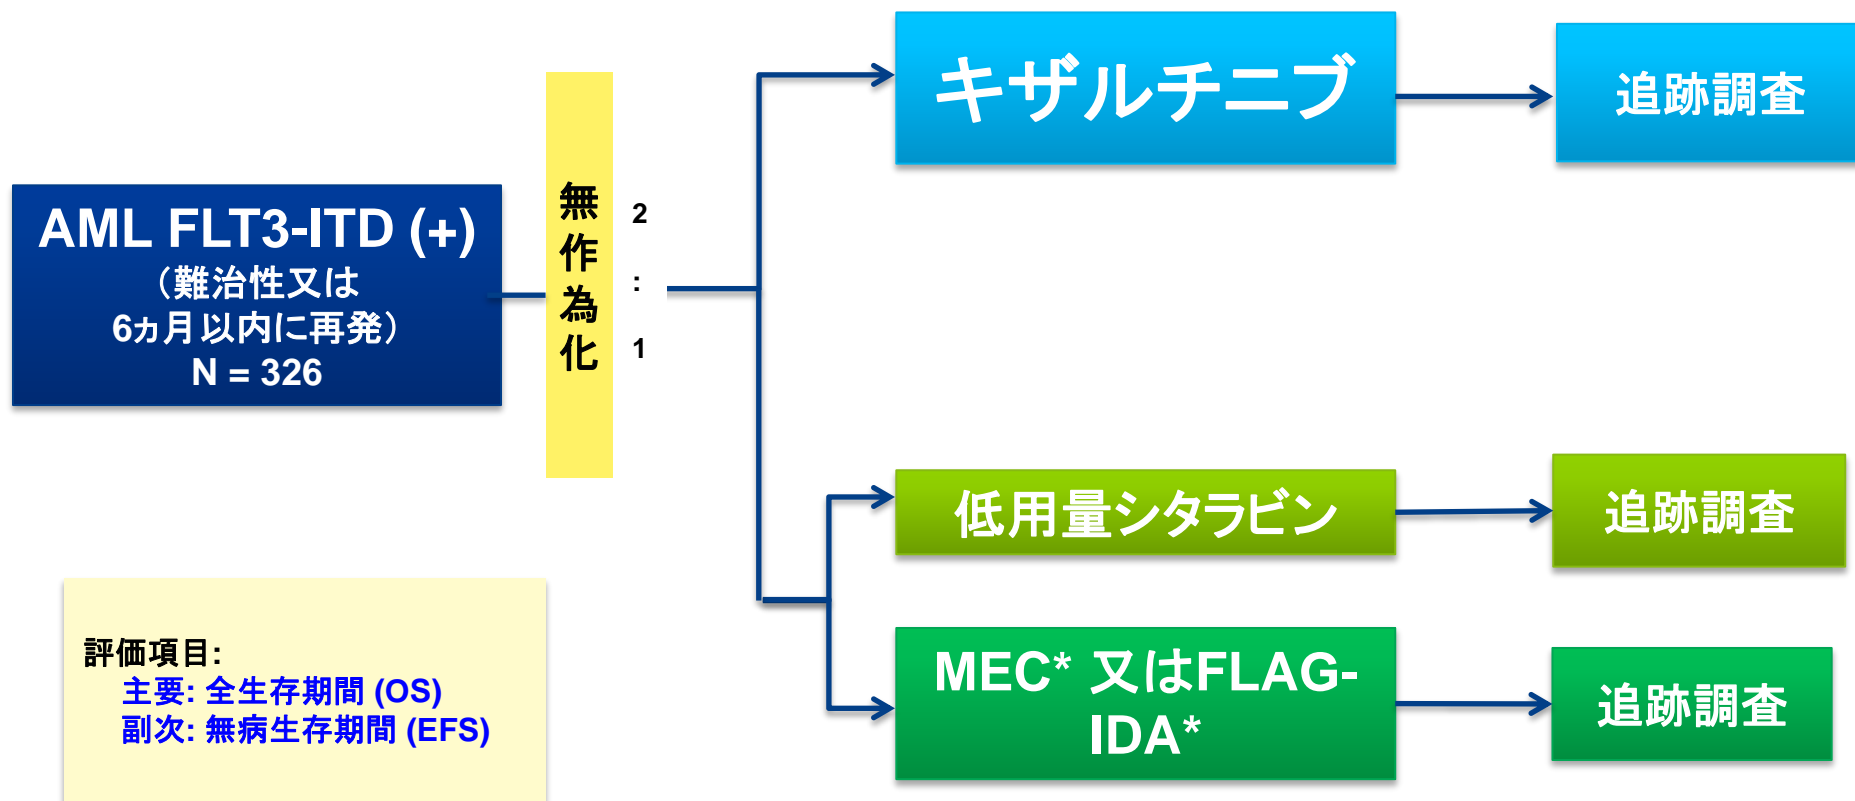 AML FLT3-ITD (+)
（難治性又は
6ヵ月以内に再発）
N = 326
無作為化
2
:
1
キザルチニブ
追跡調査
低用量シタラビン
追跡調査
MEC* 又はFLAG-
IDA*
追跡調査
評価項目:
主要: 全生存期間 (OS)
副次: 無病生存期間 (EFS)